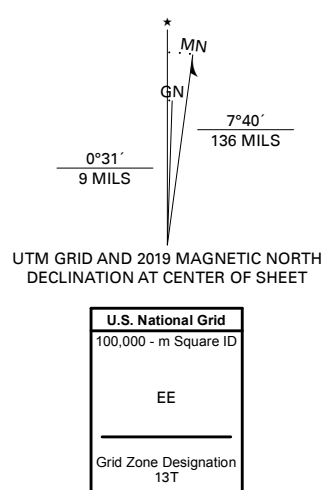 ★
MN
GN
7°40´
136 MILS
0°31´
9 MILS
UTM GRID AND 2019 MAGNETIC NORTH
DECLINATION AT CENTER OF SHEET
U.S. National Grid
100,000 - m Square ID
EE
Grid Zone Designation
13T